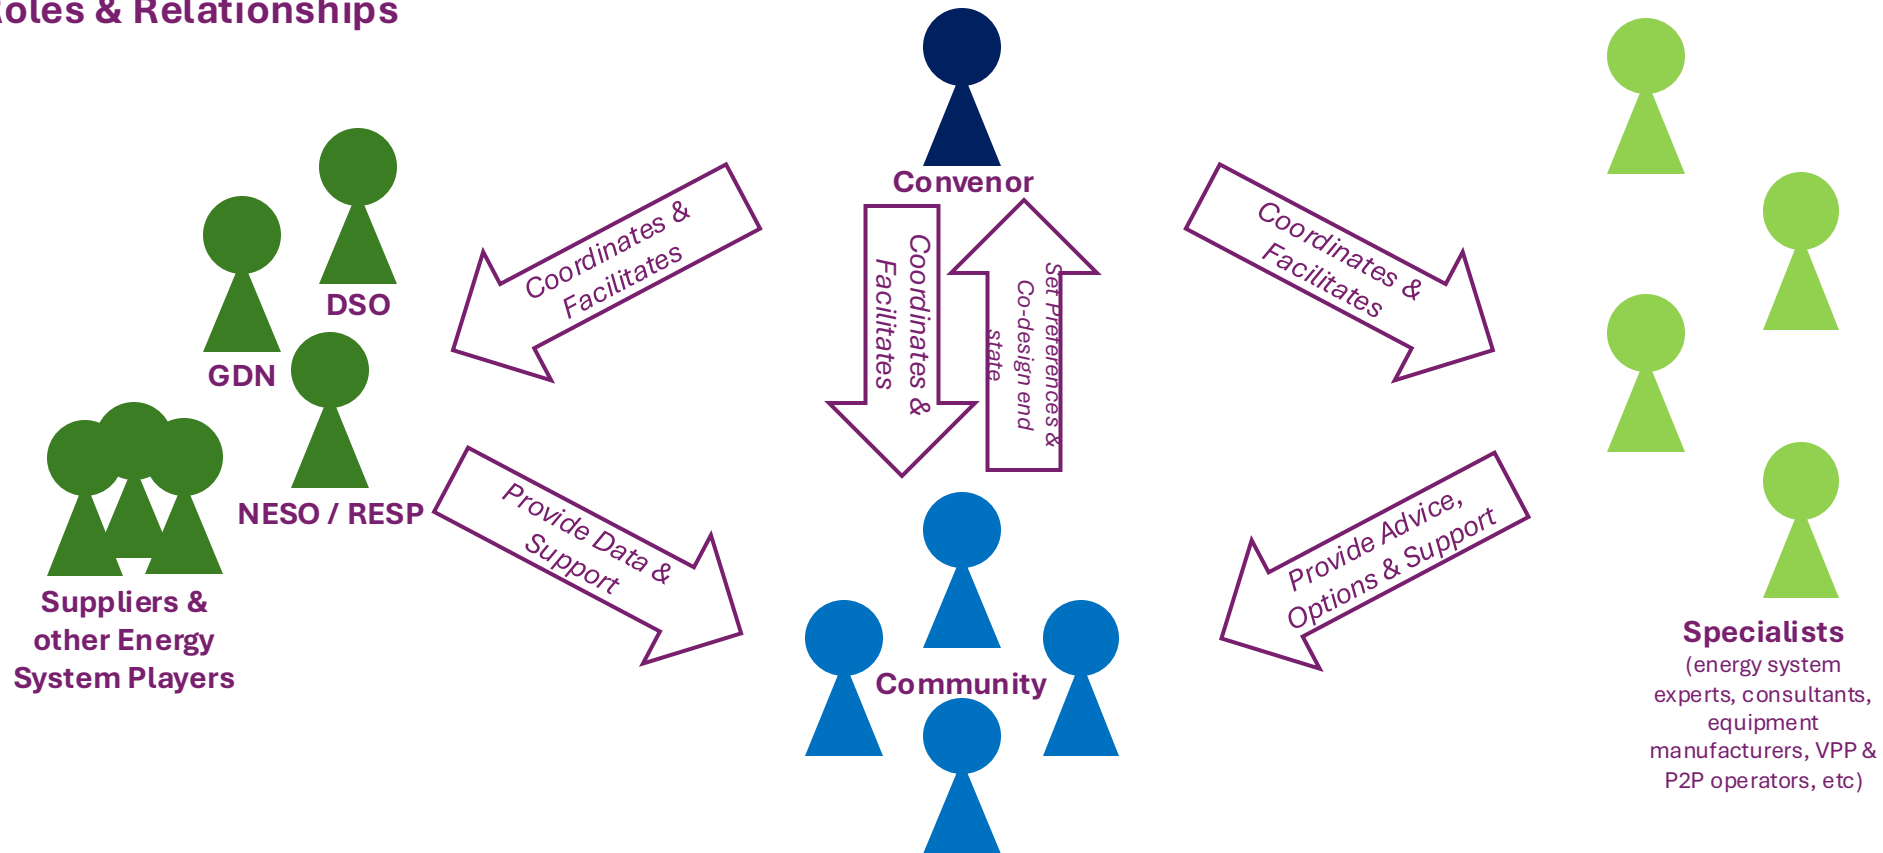 oles & Relationships
Convenor
DSO
GDN
NESO / RESP
Suppliers &
other Energy
System Players
Coordinates &
Facilitates
Coordinates &
Facilitates
Set Preferences &
Co-design end
state
Coordinates &
Facilitates
Provide Data &
Support
Provide Advice,
Options & Support
Community
Specialists
(energy system
experts, consultants,
equipment
manufacturers, VPP &
P2P operators, etc)